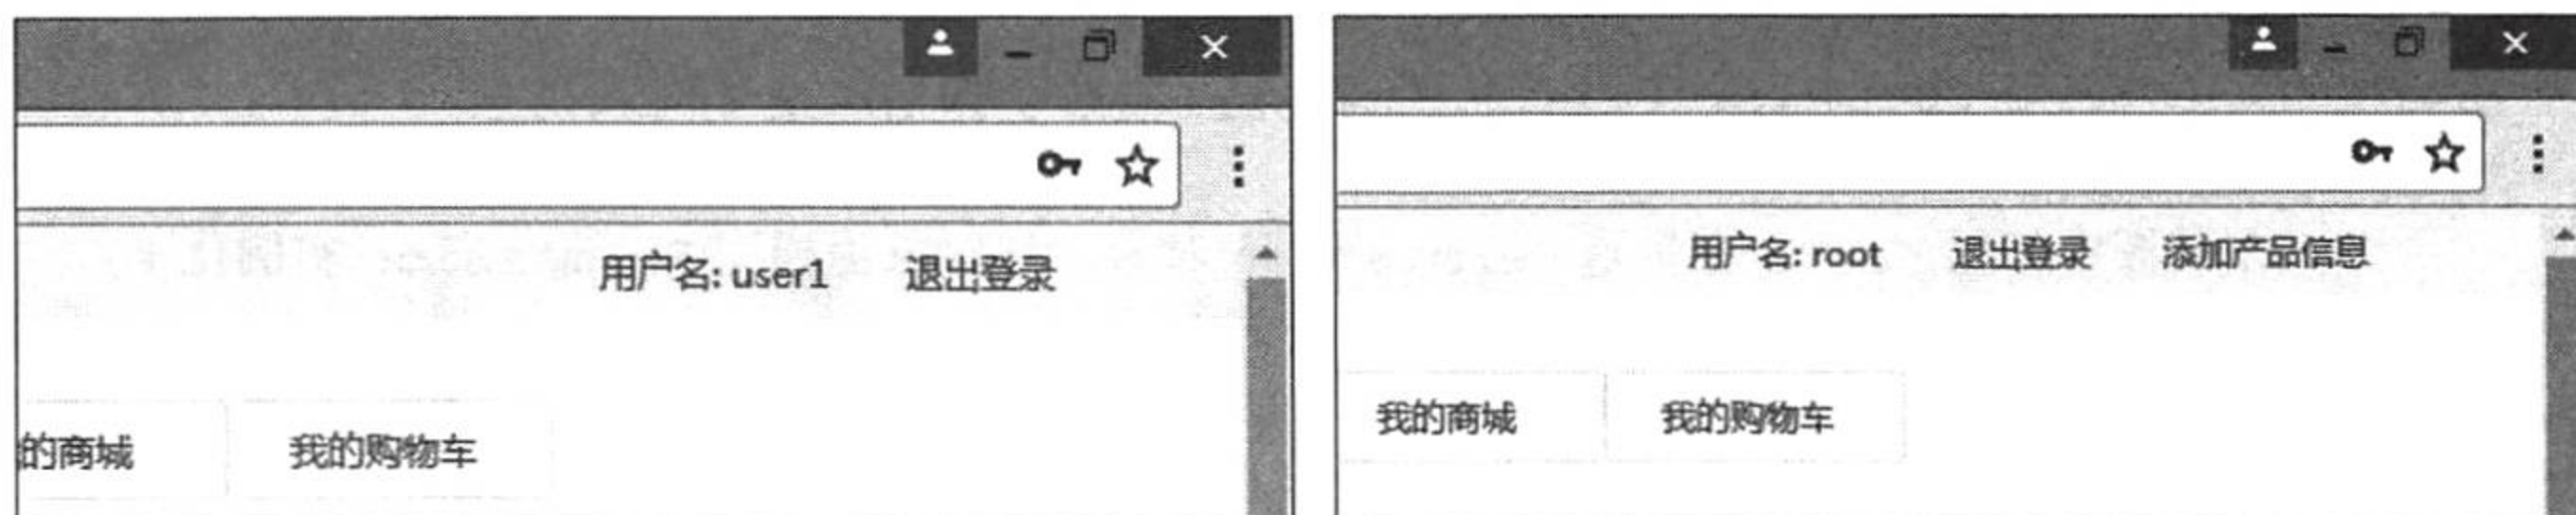 用户名: user1 退出登录
的商城 我的购物车
用户名: root 退出登录 添加产品信息
我的商城 我的购物车